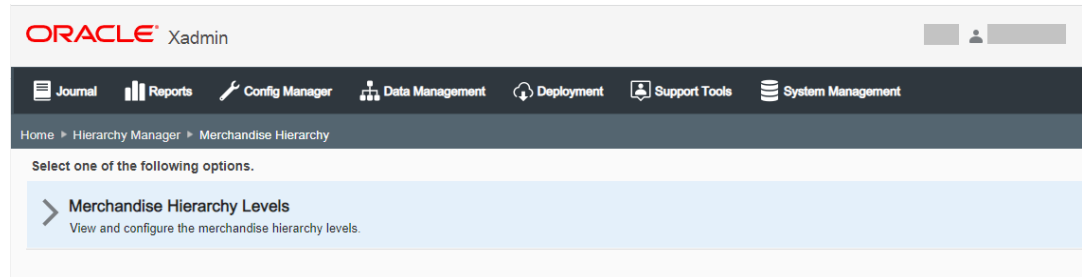 ORACLE® Xadmin
Journal Reports Config Manager Data Management Deployment Support Tools System Management
Home ▸ Hierarchy Manager ▸ Merchandise Hierarchy
Select one of the following options.
Merchandise Hierarchy Levels
View and configure the merchandise hierarchy levels.